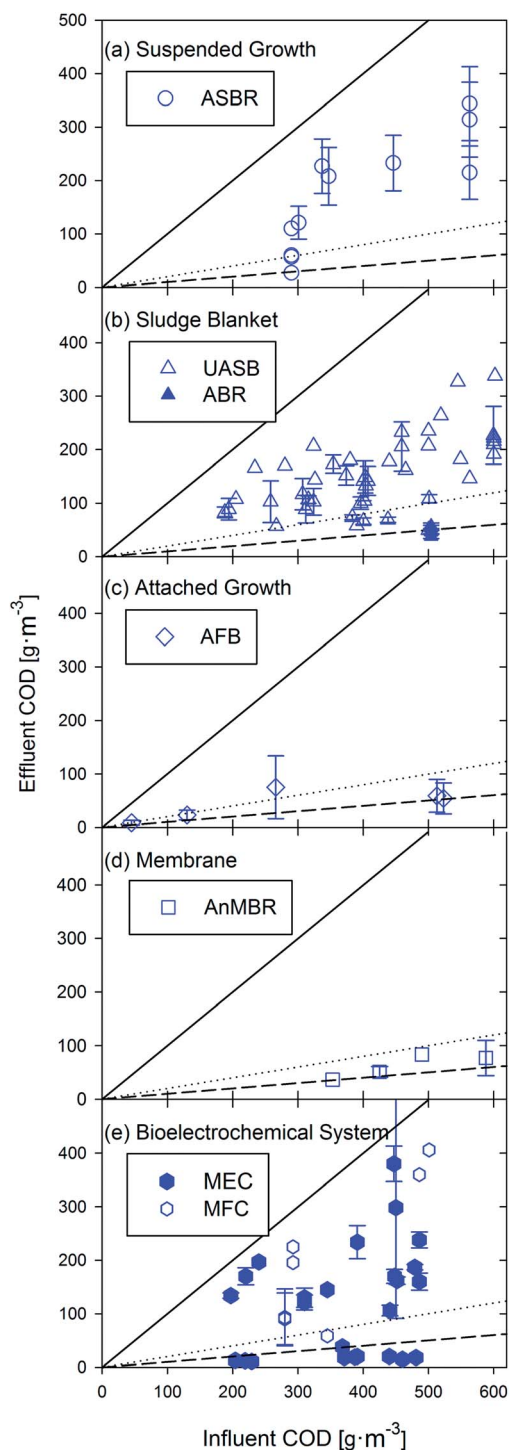 500
(a) Suspended Growth
400
ASBR
300
200
100
0
(b) Sludge Blanket
400
UASB
ABR
300
200
100
0
(c) Attached Growth
400
AFB
300
200
100
0
(d) Membrane
400
AnMBR
300
200
100
0
(e) Bioelectrochemical System
400
MEC
MFC
300
200
100
0
0 100 200 300 400 500 600
Effluent COD [g·m⁻³]
Influent COD [g·m⁻³]